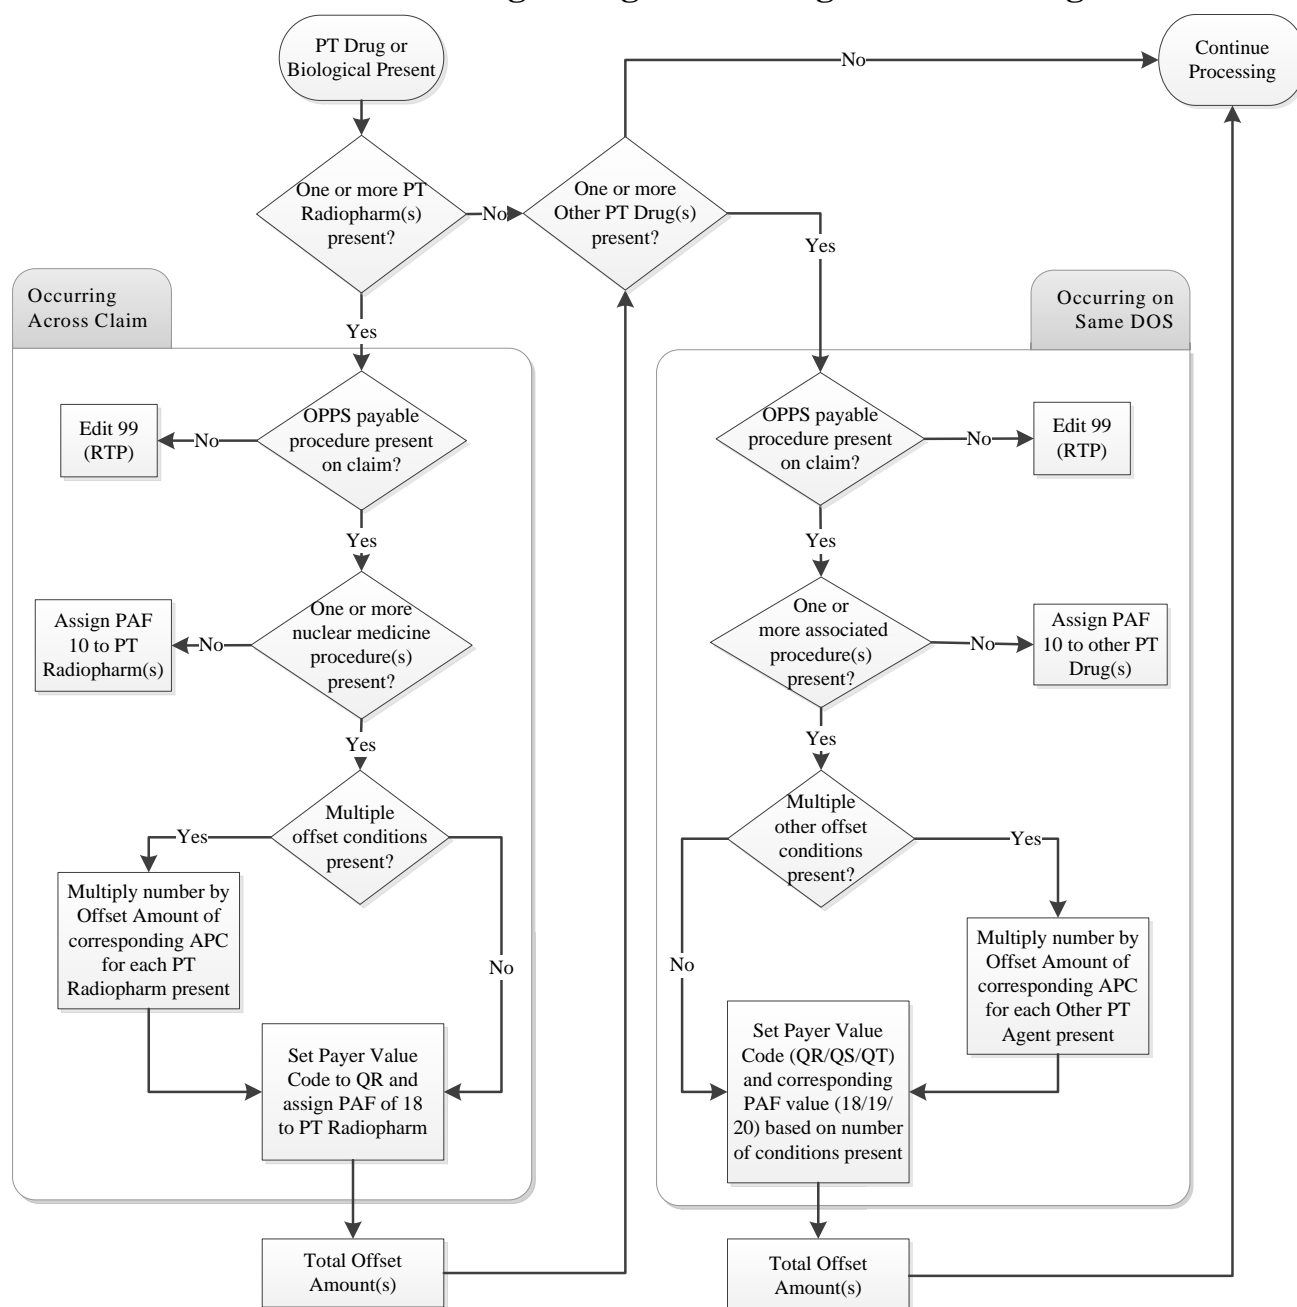 PT Drug or
Biological Present
Continue
Processing
No
One or more PT
Radiopharm(s)
present?
No
One or more
Other PT Drug(s)
present?
Yes
Occurring
Across Claim
Yes
Occurring on
Same DOS
OPPS payable
procedure present
on claim?
No
Edit 99
(RTP)
Yes
One or more
nuclear medicine
procedure(s)
present?
No
Assign PAF
10 to PT
Radiopharm(s)
Yes
Multiple
offset conditions
present?
Yes
Multiply number by
Offset Amount of
corresponding APC
for each PT
Radiopharm present
No
Set Payer Value
Code to QR and
assign PAF of 18
to PT Radiopharm
Total Offset
Amount(s)
OPPS payable
procedure present
on claim?
No
Edit 99
(RTP)
Yes
One or
more associated
procedure(s)
present?
No
Assign PAF
10 to other PT
Drug(s)
Yes
Multiple
other offset
conditions
present?
Yes
Multiply number by
Offset Amount of
corresponding APC
for each Other PT
Agent present
No
Set Payer Value
Code (QR/QS/QT)
and corresponding
PAF value (18/19/
20) based on number
of conditions present
Total Offset
Amount(s)